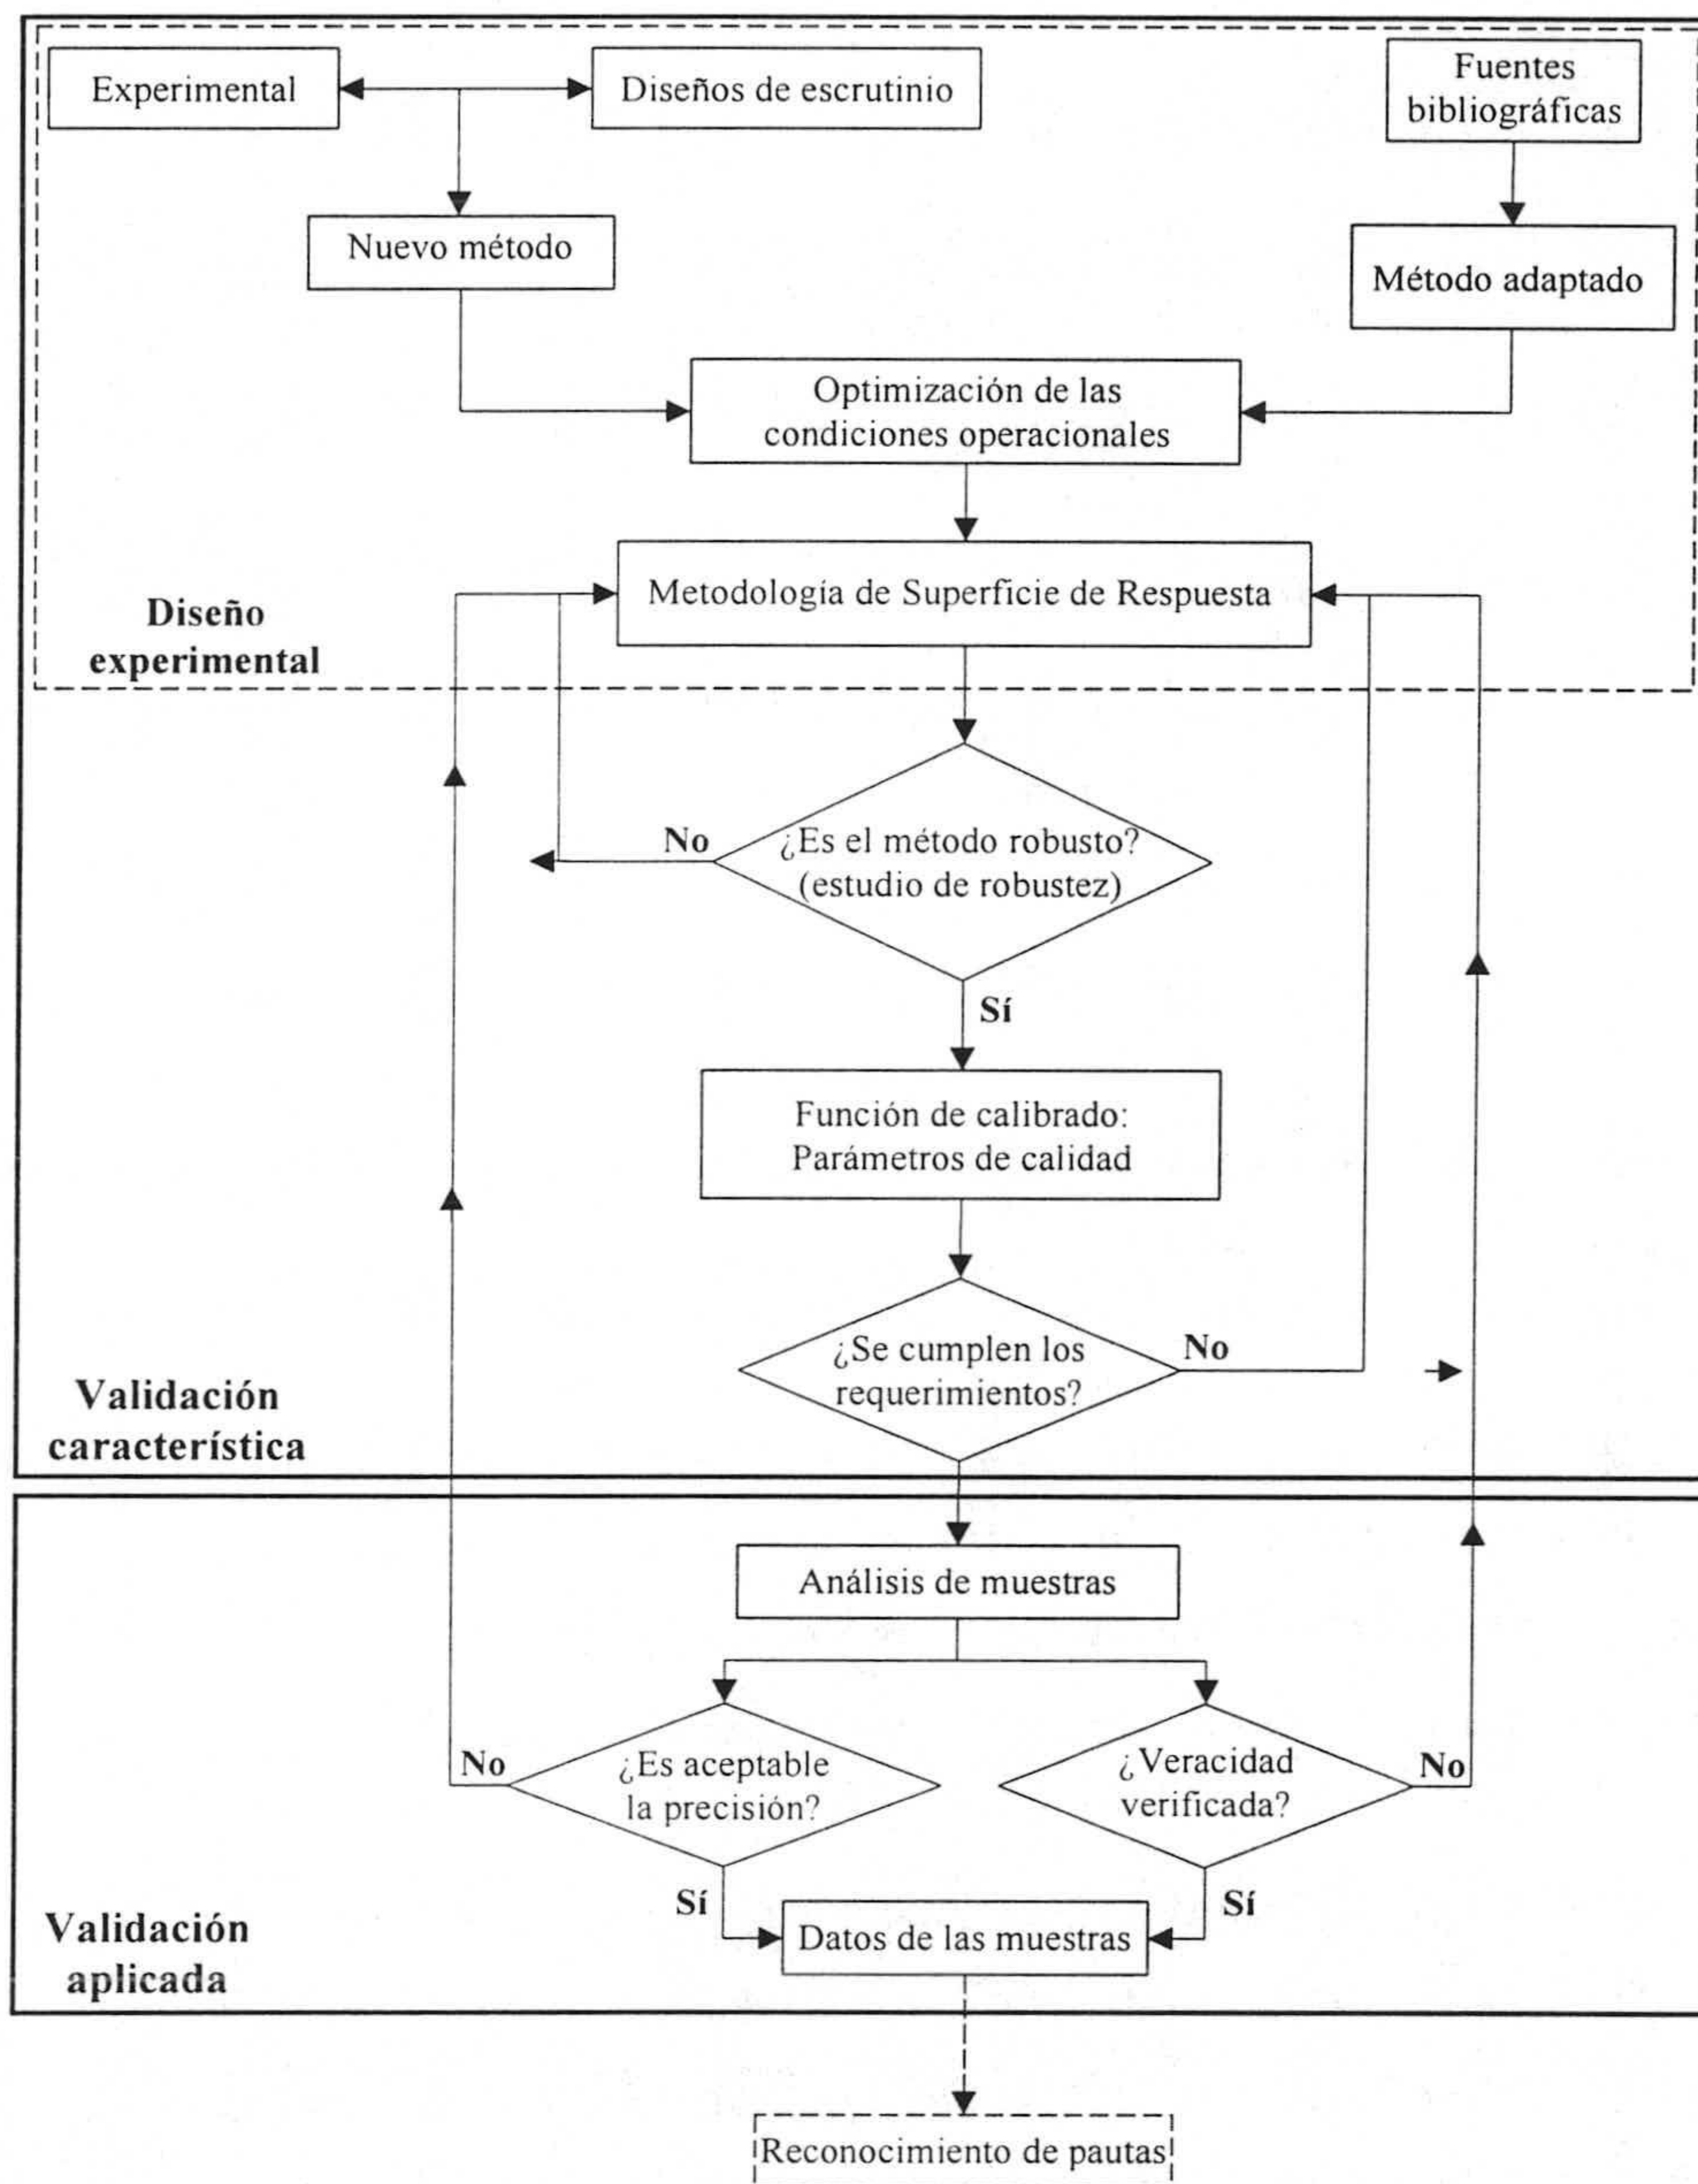 Experimental
Diseños de escrutinio
Fuentes
bibliográficas
Nuevo método
Método adaptado
Optimización de las
condiciones operacionales
Metodología de Superficie de Respuesta
Diseño
experimental
No
¿Es el método robusto?
(estudio de robustez)
Sí
Función de calibrado:
Parámetros de calidad
¿Se cumplen los
requerimientos?
No
Validación
característica
Análisis de muestras
No
¿Es aceptable
la precisión?
¿Veracidad
verificada?
No
Sí
Sí
Datos de las muestras
Validación
aplicada
Reconocimiento de pautas